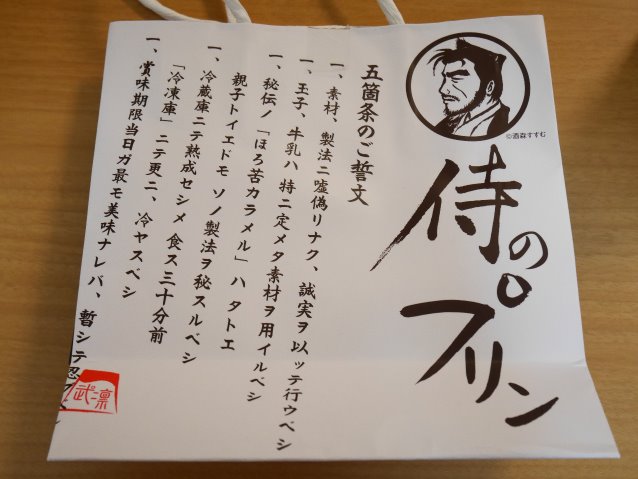 ©酒森すすむ
侍のプリン
五箇条のご誓文
一、素材、製法ニ嘘偽リナク、誠実ヲ以ッテ行ウベシ
一、玉子、牛乳ハ 特ニ定メタ素材ヲ用イルベシ
一、秘伝ノ「ほろ苦カラメル」ハ タトエ
親子トイエドモ ソノ製法ヲ秘スルベシ
一、冷蔵庫ニテ熟成セシメ 食ス三十分前
「冷凍庫」ニテ更ニ、冷ヤスベシ
一、賞味期限当日ガ最モ美味ナレバ、暫シテ忍
武凛